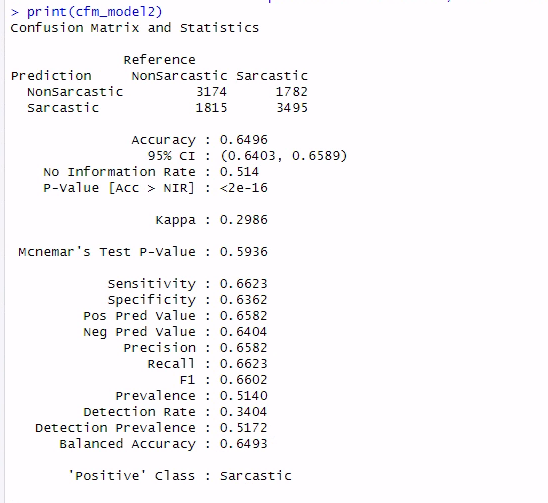 > print(cfm_model2)
Confusion Matrix and Statistics
Reference
Prediction NonSarcastic Sarcastic
NonSarcastic 3174 1782
Sarcastic 1815 3495
Accuracy : 0.6496
95% CI : (0.6403, 0.6589)
No Information Rate : 0.514
P-Value [Acc > NIR] : <2e-16
Kappa : 0.2986
Mcnemar's Test P-Value : 0.5936
Sensitivity : 0.6623
Specificity : 0.6362
Pos Pred Value : 0.6582
Neg Pred Value : 0.6404
Precision : 0.6582
Recall : 0.6623
F1 : 0.6602
Prevalence : 0.5140
Detection Rate : 0.3404
Detection Prevalence : 0.5172
Balanced Accuracy : 0.6493
'Positive' Class : Sarcastic